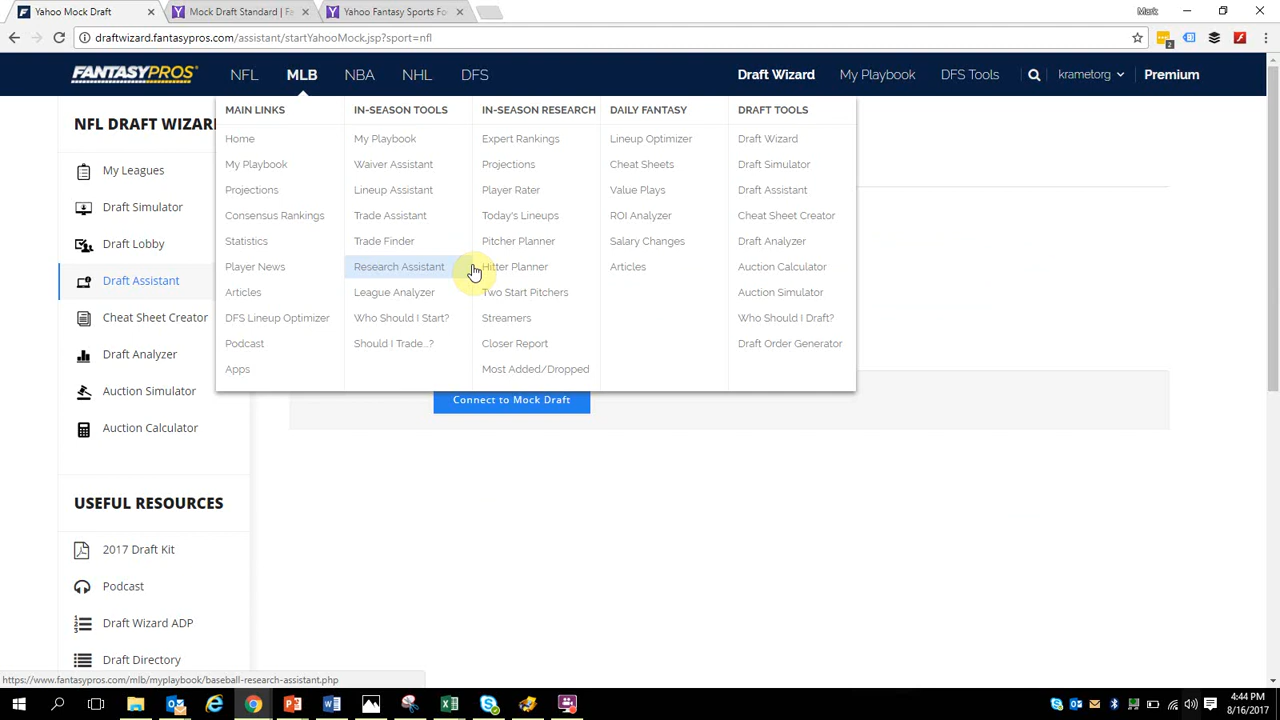 Yahoo Mock Draft
Mock Draft Standard | Fa
Yahoo Fantasy Sports Fo
Mark
draftwizard.fantasypros.com/assistant/startYahooMock.jsp?sport=nfl
2
FANTASYPROS NFL MLB NBA NHL DFS Draft Wizard My Playbook DFS Tools krametorg Premium
NFL DRAFT WIZAR
My Leagues
Draft Simulator
Draft Lobby
Draft Assistant
Cheat Sheet Creator
Draft Analyzer
Auction Simulator
Auction Calculator
USEFUL RESOURCES
2017 Draft Kit
Podcast
Draft Wizard ADP
Draft Directory
MAIN LINKS
Home
My Playbook
Projections
Consensus Rankings
Statistics
Player News
Articles
DFS Lineup Optimizer
Podcast
Apps
IN-SEASON TOOLS
My Playbook
Waiver Assistant
Lineup Assistant
Trade Assistant
Trade Finder
Research Assistant
League Analyzer
Who Should I Start?
Should I Trade..?
IN-SEASON RESEARCH
Expert Rankings
Projections
Player Rater
Today's Lineups
Pitcher Planner
Hitter Planner
Two Start Pitchers
Streamers
Closer Report
Most Added/Dropped
DAILY FANTASY
Lineup Optimizer
Cheat Sheets
Value Plays
ROI Analyzer
Salary Changes
Articles
DRAFT TOOLS
Draft Wizard
Draft Simulator
Draft Assistant
Cheat Sheet Creator
Draft Analyzer
Auction Calculator
Auction Simulator
Who Should I Draft?
Draft Order Generator
Connect to Mock Draft
https://www.fantasypros.com/mlb/myplaybook/baseball-research-assistant.php
4:44 PM
8/16/2017